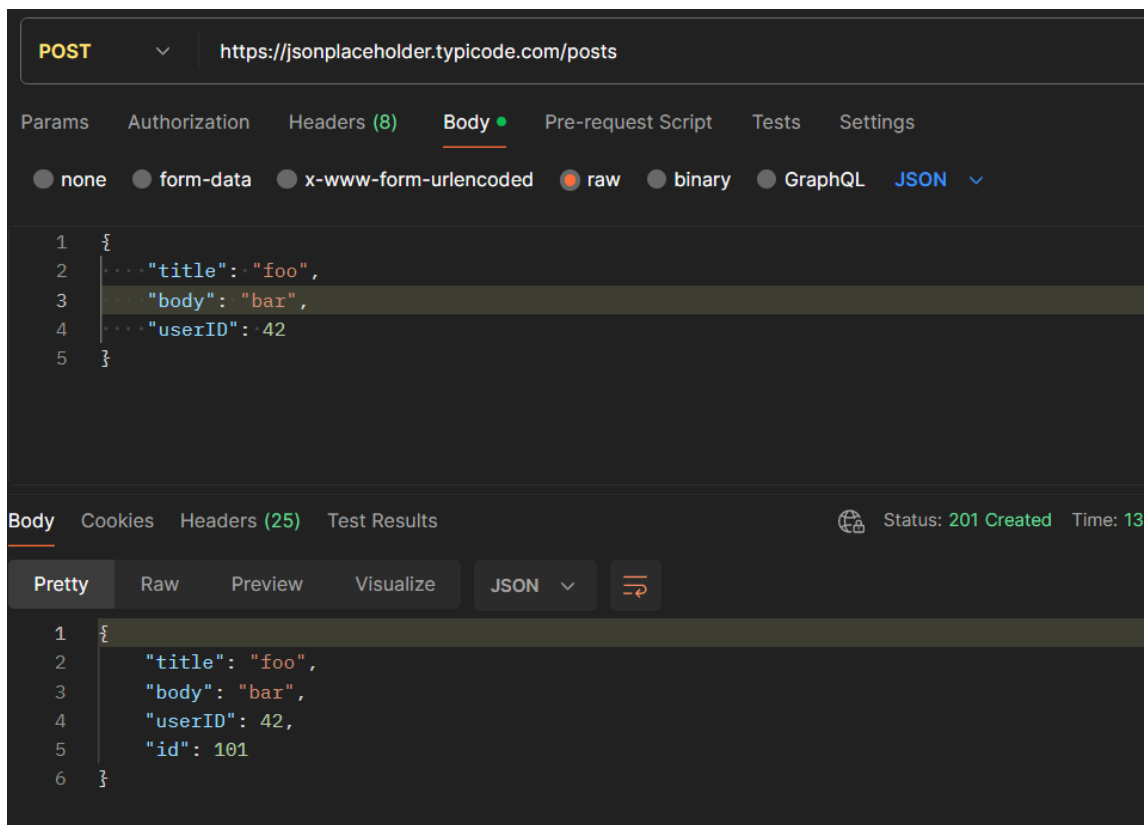 POST https://jsonplaceholder.typicode.com/posts
Params Authorization Headers (8) Body Pre-request Script Tests Settings
none form-data x-www-form-urlencoded raw binary GraphQL JSON
1 {
2 "title": "foo",
3 "body": "bar",
4 "userID": 42
5 }
Body Cookies Headers (25) Test Results Status: 201 Created Time: 13
Pretty Raw Preview Visualize JSON
1 {
2 "title": "foo",
3 "body": "bar",
4 "userID": 42,
5 "id": 101
6 }